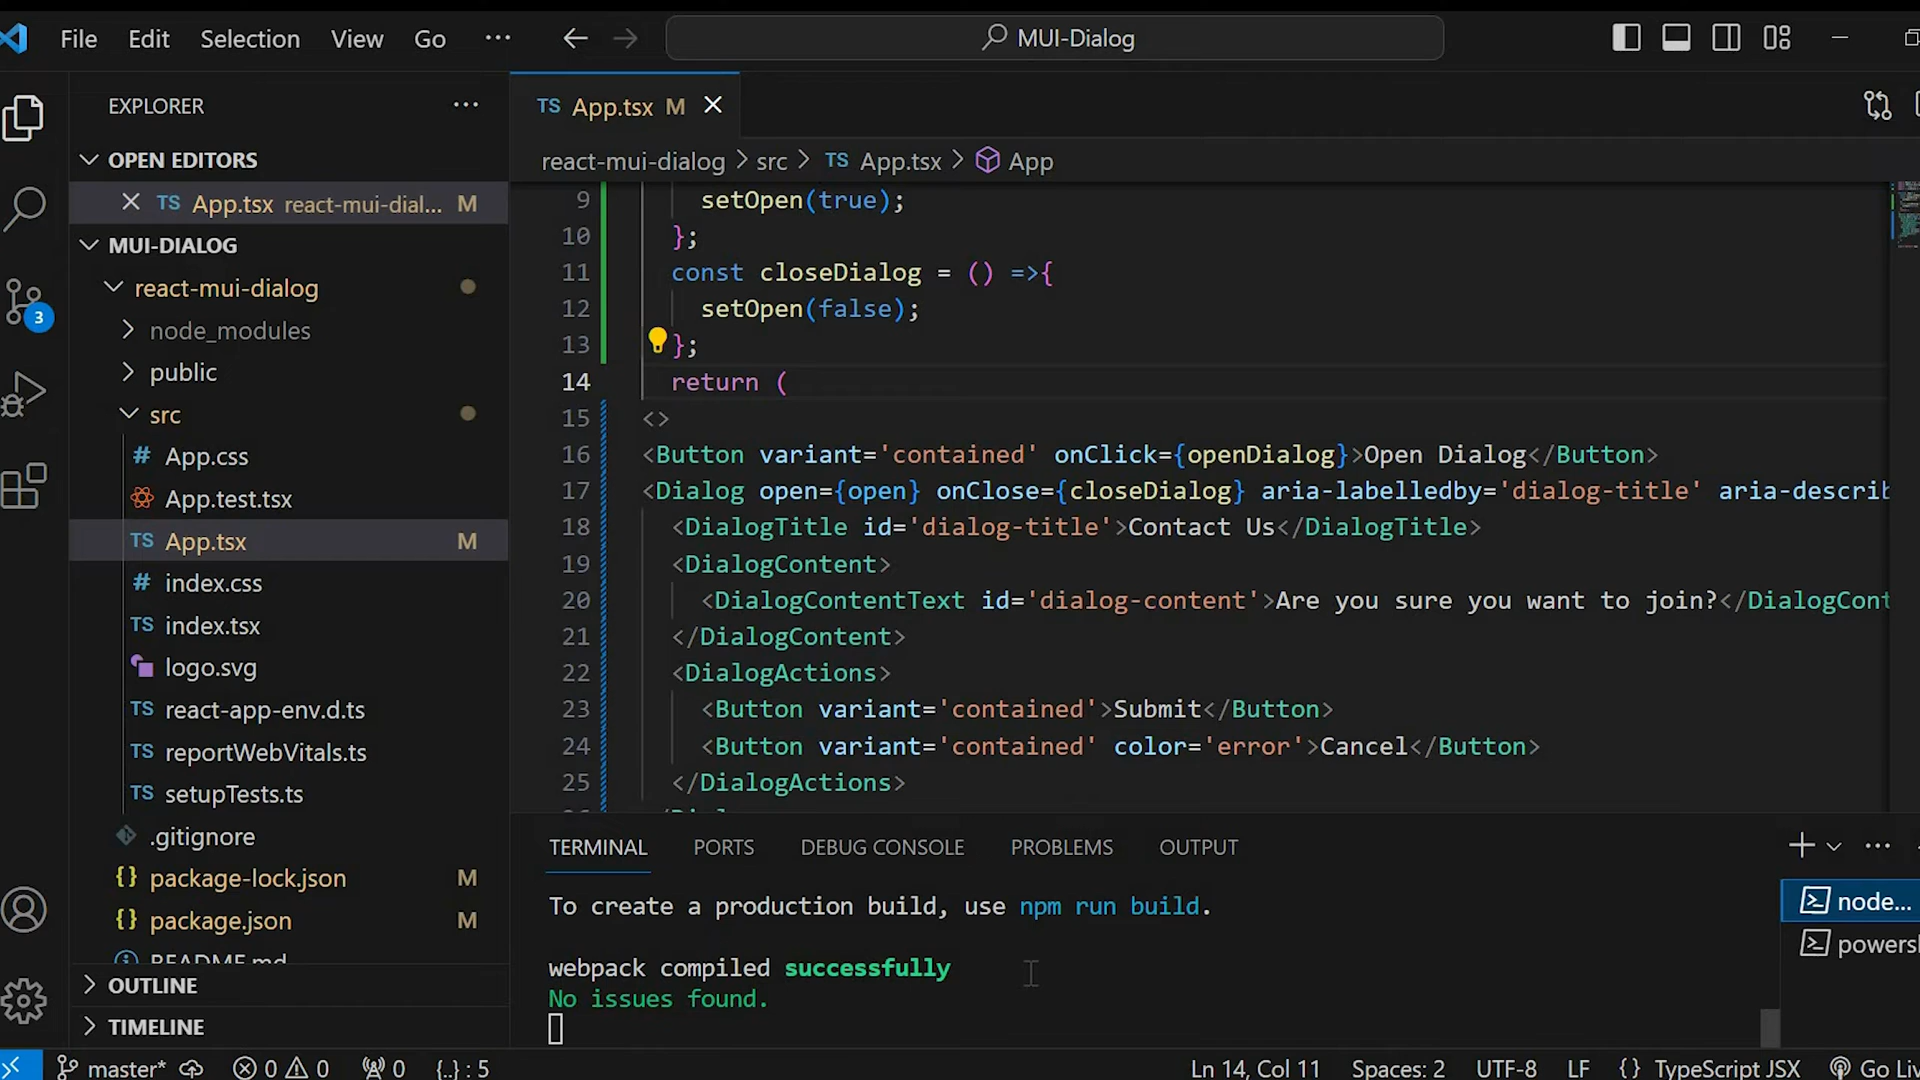 File Edit Selection View Go ··· MUI-Dialog
EXPLORER ···
OPEN EDITORS
TS App.tsx react-mui-dial... M
MUI-DIALOG
react-mui-dialog
node_modules
public
src
# App.css
App.test.tsx
TS App.tsx M
# index.css
TS index.tsx
logo.svg
TS react-app-env.d.ts
TS reportWebVitals.ts
TS setupTests.ts
.gitignore
{} package-lock.json M
{} package.json M
README.md
OUTLINE
TIMELINE
3
TS App.tsx M
react-mui-dialog > src > TS App.tsx > App
9 setOpen(true);
10 };
11 const closeDialog = () =>{
12 setOpen(false);
13 };
14 return (
15 <>
16 <Button variant='contained' onClick={openDialog}>Open Dialog</Button>
17 <Dialog open={open} onClose={closeDialog} aria-labelledby='dialog-title' aria-describ
18 <DialogTitle id='dialog-title'>Contact Us</DialogTitle>
19 <DialogContent>
20 <DialogContentText id='dialog-content'>Are you sure you want to join?</DialogCont
21 </DialogContent>
22 <DialogActions>
23 <Button variant='contained'>Submit</Button>
24 <Button variant='contained' color='error'>Cancel</Button>
25 </DialogActions>
TERMINAL PORTS DEBUG CONSOLE PROBLEMS OUTPUT
To create a production build, use npm run build.
webpack compiled successfully
No issues found.
node...
powersh
master* 0 0 0 {..} : 5 Ln 14, Col 11 Spaces: 2 UTF-8 LF {} TypeScript JSX Go Liv